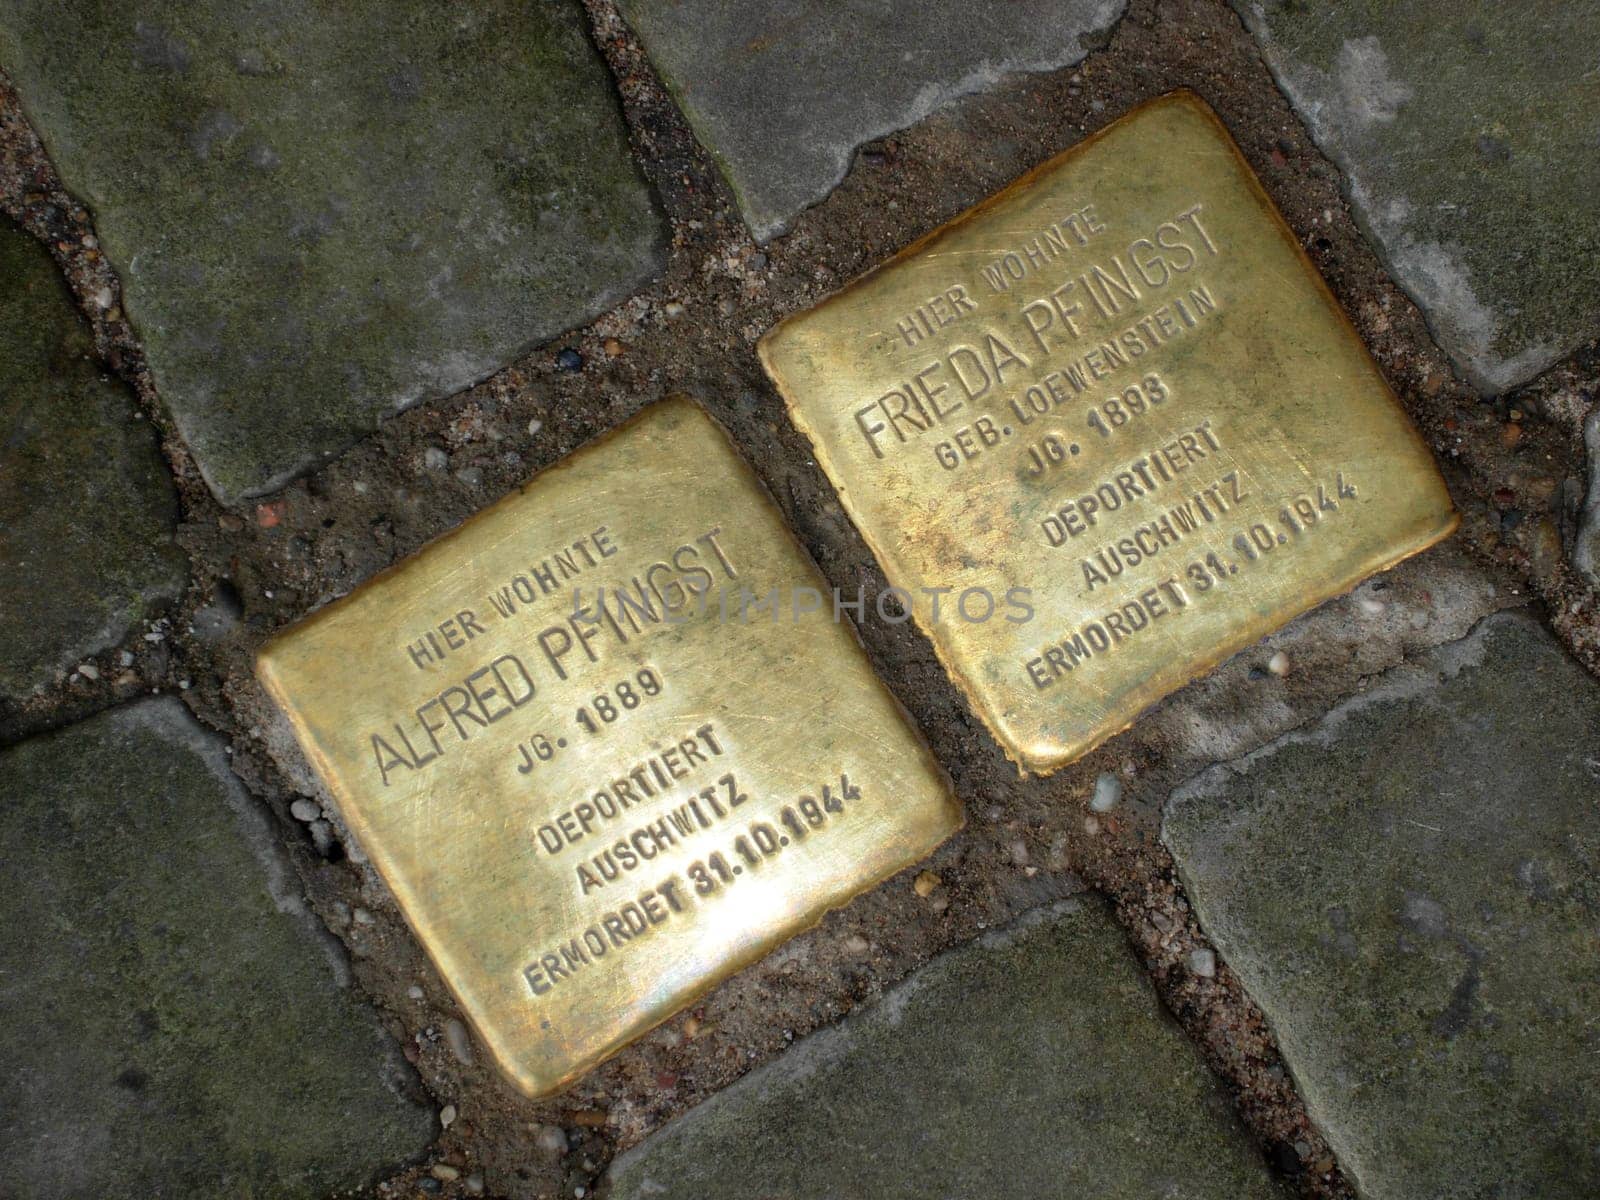 HIER WOHNTE
ALFRED PFINGST
JG. 1889
DEPORTIERT
AUSCHWITZ
ERMORDET 31.10.1944
HIER WOHNTE
FRIEDA PFINGST
GEB. LOEWENSTEIN
JG. 1893
DEPORTIERT
AUSCHWITZ
ERMORDET 31.10.1944
UNLIIMPHOTOS